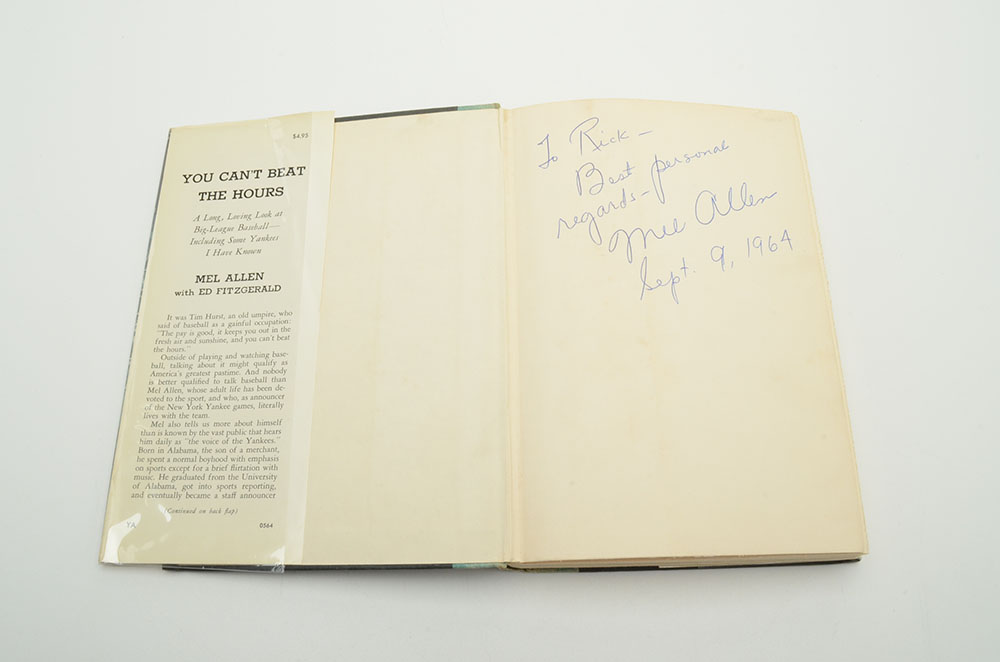 $4.95
YOU CAN'T BEAT
THE HOURS
A Long, Loving Look at
Big-League Baseball—
Including Some Yankees
I Have Known
MEL ALLEN
with ED FITZGERALD
It was Tim Hurst, an old umpire, who
said of baseball as a gainful occupation:
"The pay is good, it keeps you out in the
fresh air and sunshine, and you can't beat
the hours."
Outside of playing and watching base-
ball, talking about it might qualify as
America's greatest pastime. And nobody
is better qualified to talk baseball than
Mel Allen, whose adult life has been de-
voted to the sport, and who, as announcer
of the New York Yankee games, literally
lives with the team.
Mel also tells us more about himself
than is known by the vast public that hears
him daily as "the voice of the Yankees."
Born in Alabama, the son of a merchant,
he spent a normal boyhood with emphasis
on sports except for a brief flirtation with
music. He graduated from the University
of Alabama, got into sports reporting,
and eventually became a staff announcer
(Continued on back flap)
YA 0564
To Rick —
Best personal
regards —
Mel Allen
Sept. 9, 1964